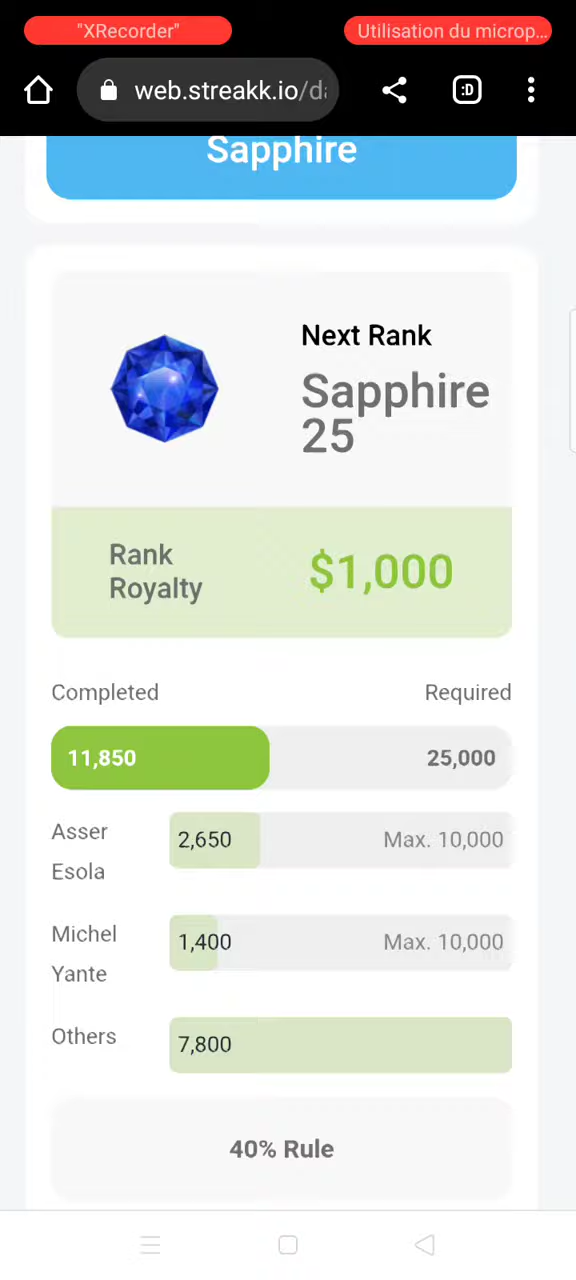 "XRecorder"
Utilisation du microp...
web.streakk.io/da
:D
Sapphire
Next Rank
Sapphire
25
Rank
Royalty
$1,000
Completed
Required
11,850
25,000
Asser
Esola
2,650
Max. 10,000
Michel
Yante
1,400
Max. 10,000
Others
7,800
40% Rule